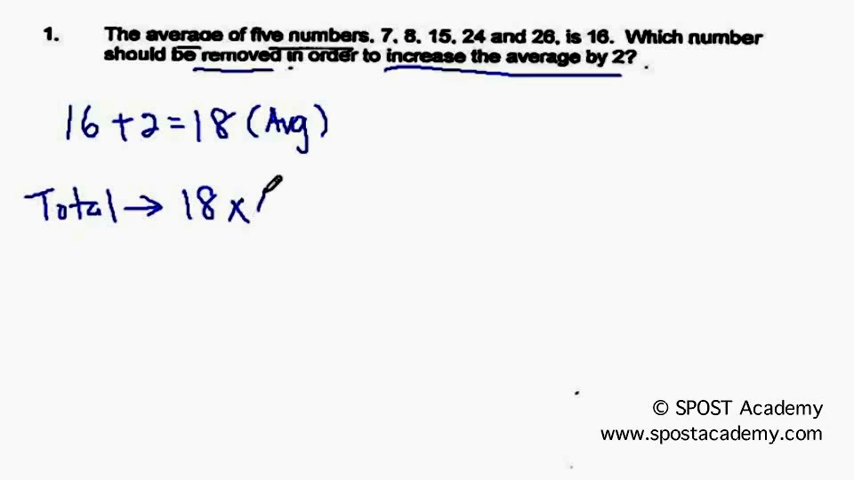 1. The average of five numbers, 7, 8, 15, 24 and 26, is 16. Which number
should be removed in order to increase the average by 2?
16 + 2 = 18 (Avg)
Total → 18 x
© SPOST Academy
www.spostacademy.com